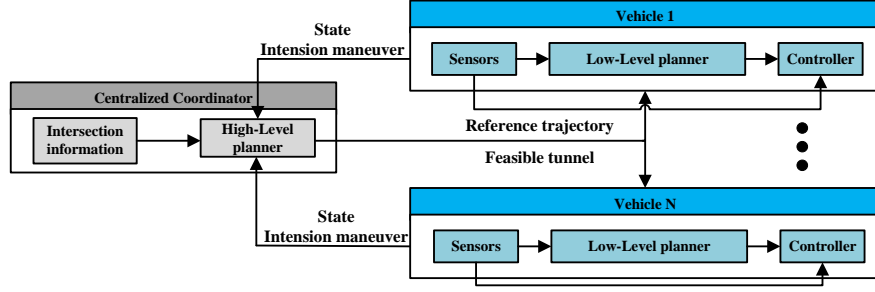 Vehicle 1
State
Intension maneuver
Sensors
Low-Level planner
Controller
Centralized Coordinator
Intersection
information
High-Level
planner
Reference trajectory
Feasible tunnel
Vehicle N
State
Intension maneuver
Sensors
Low-Level planner
Controller